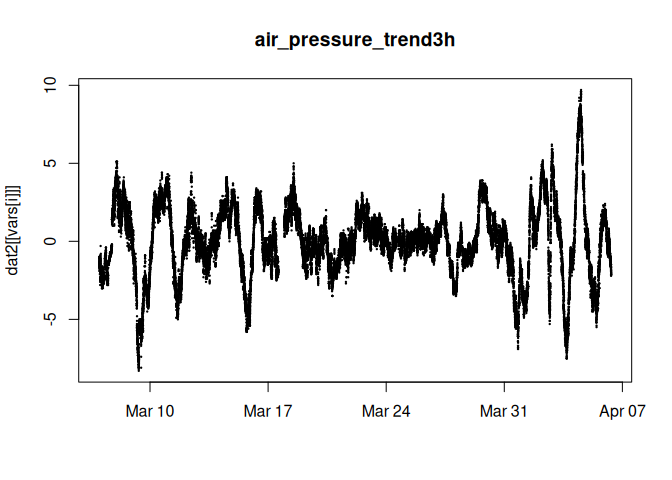 air_pressure_trend3h
dat2[[vars[i]]]
10
5
0
-5
Mar 10
Mar 17
Mar 24
Mar 31
Apr 07